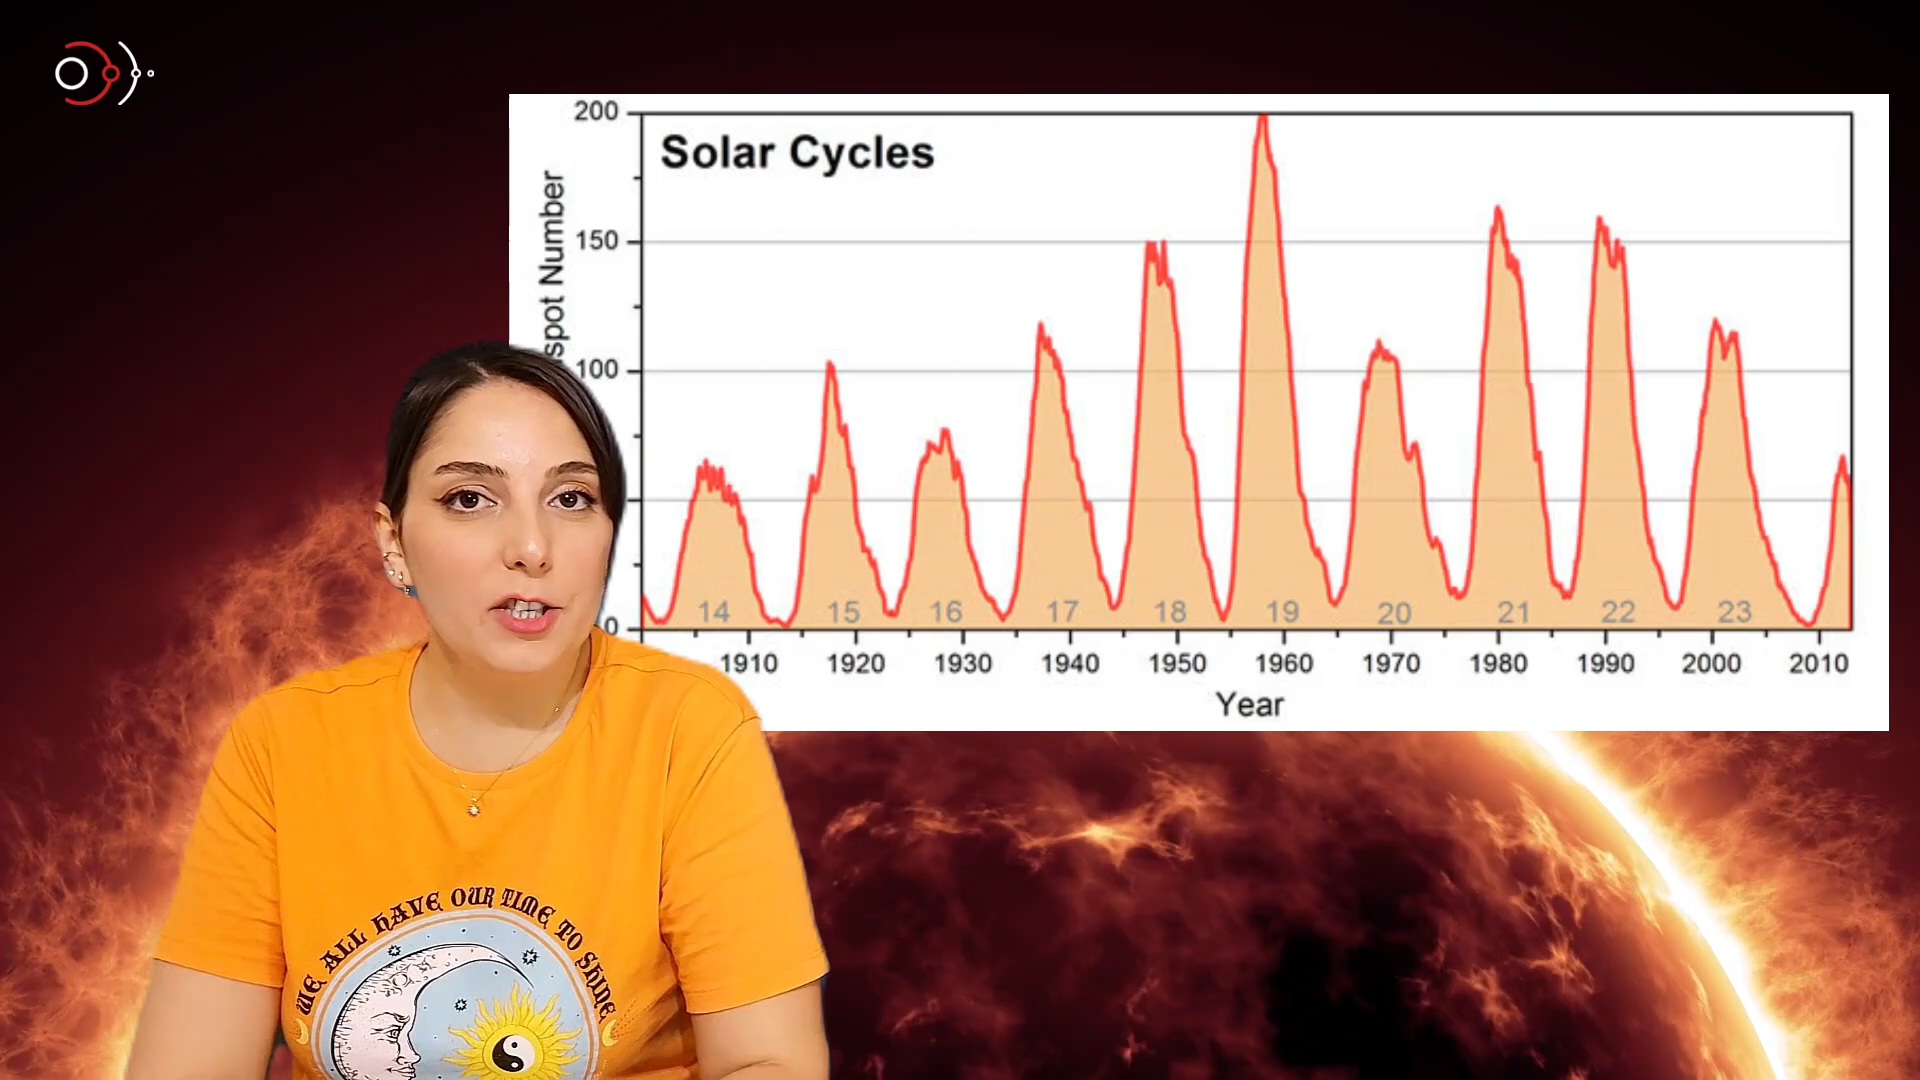 Solar Cycles
200
150
100
0
spot Number
14 15 16 17 18 19 20 21 22 23
1910 1920 1930 1940 1950 1960 1970 1980 1990 2000 2010
Year
WE ALL HAVE OUR TIME TO SHINE